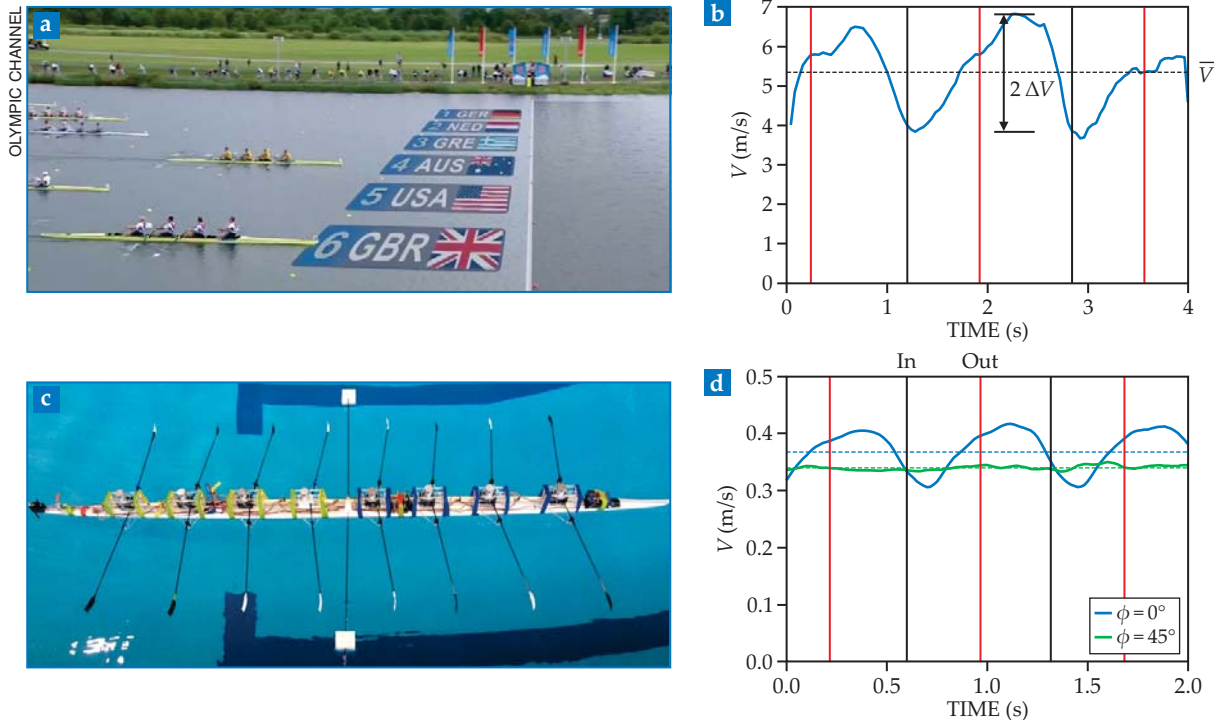 OLYMPIC CHANNEL
a
1 GER
2 NED
3 GRE
4 AUS
5 USA
6 GBR
b
7
6
5
4
3
2
1
0
V (m/s)
2 ΔV
V̅
0 1 2 3 4
TIME (s)
c
d
In Out
0.5
0.4
0.3
0.2
0.1
0.0
V (m/s)
ϕ = 0°
ϕ = 45°
0.0 0.5 1.0 1.5 2.0
TIME (s)